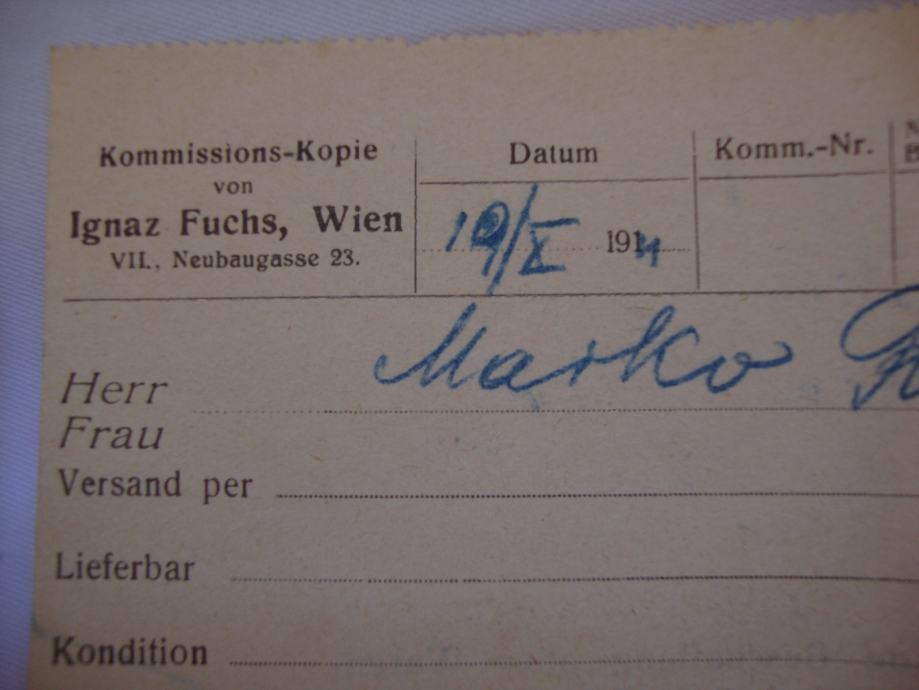 Kommissions-Kopie
von
Ignaz Fuchs, Wien
VII., Neubaugasse 23.
Datum
19/X 191
Komm.-Nr.
Marko
Herr
Frau
Versand per
Lieferbar
Kondition